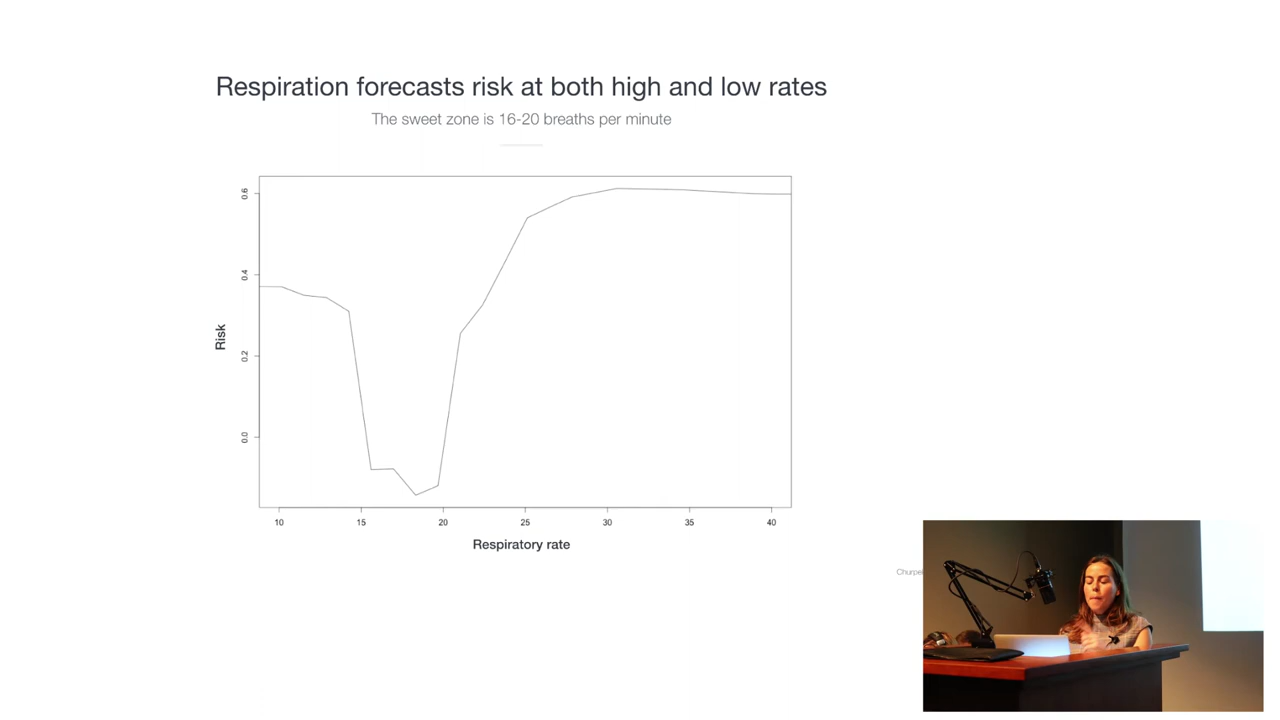 Respiration forecasts risk at both high and low rates
The sweet zone is 16-20 breaths per minute
0.6
0.4
0.2
0.0
Risk
10 15 20 25 30 35 40
Respiratory rate